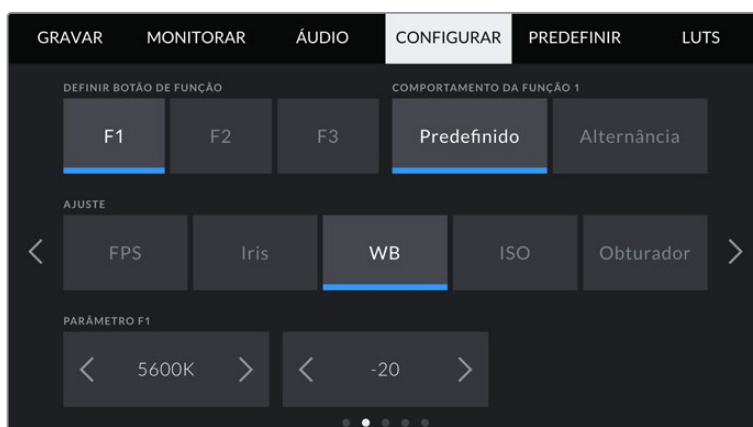 GRAVAR MONITORAR ÁUDIO CONFIGURAR PREDEFINIR LUTS
DEFINIR BOTÃO DE FUNÇÃO COMPORTAMENTO DA FUNÇÃO 1
F1 F2 F3 Predefinido Alternância
AJUSTE
FPS Iris WB ISO Obturador
PARÂMETRO F1
5600K -20